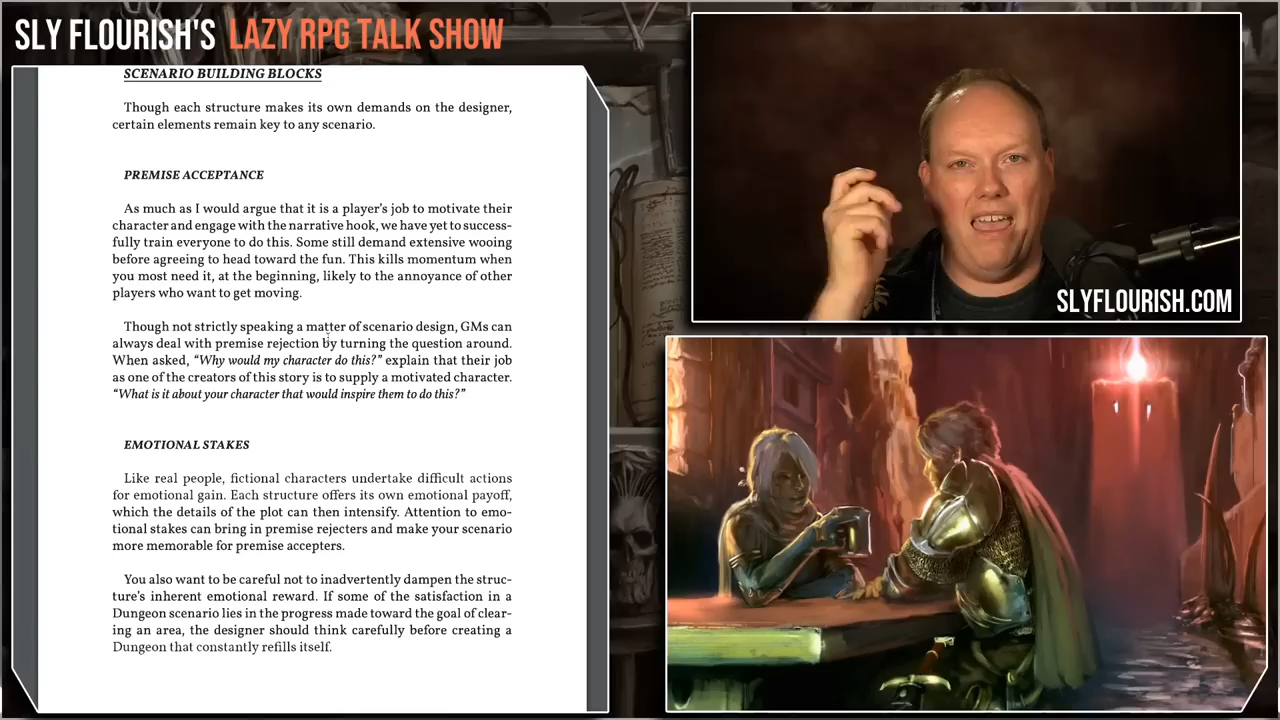 SLY FLOURISH'S LAZY RPG TALK SHOW
SCENARIO BUILDING BLOCKS
Though each structure makes its own demands on the designer,
certain elements remain key to any scenario.
PREMISE ACCEPTANCE
As much as I would argue that it is a player's job to motivate their
character and engage with the narrative hook, we have yet to success-
fully train everyone to do this. Some still demand extensive wooing
before agreeing to head toward the fun. This kills momentum when
you most need it, at the beginning, likely to the annoyance of other
players who want to get moving.
Though not strictly speaking a matter of scenario design, GMs can
always deal with premise rejection by turning the question around.
When asked, “Why would my character do this?” explain that their job
as one of the creators of this story is to supply a motivated character.
“What is it about your character that would inspire them to do this?”
EMOTIONAL STAKES
Like real people, fictional characters undertake difficult actions
for emotional gain. Each structure offers its own emotional payoff,
which the details of the plot can then intensify. Attention to emo-
tional stakes can bring in premise rejecters and make your scenario
more memorable for premise accepters.
You also want to be careful not to inadvertently dampen the struc-
ture's inherent emotional reward. If some of the satisfaction in a
Dungeon scenario lies in the progress made toward the goal of clear-
ing an area, the designer should think carefully before creating a
Dungeon that constantly refills itself.
SLYFLOURISH.COM